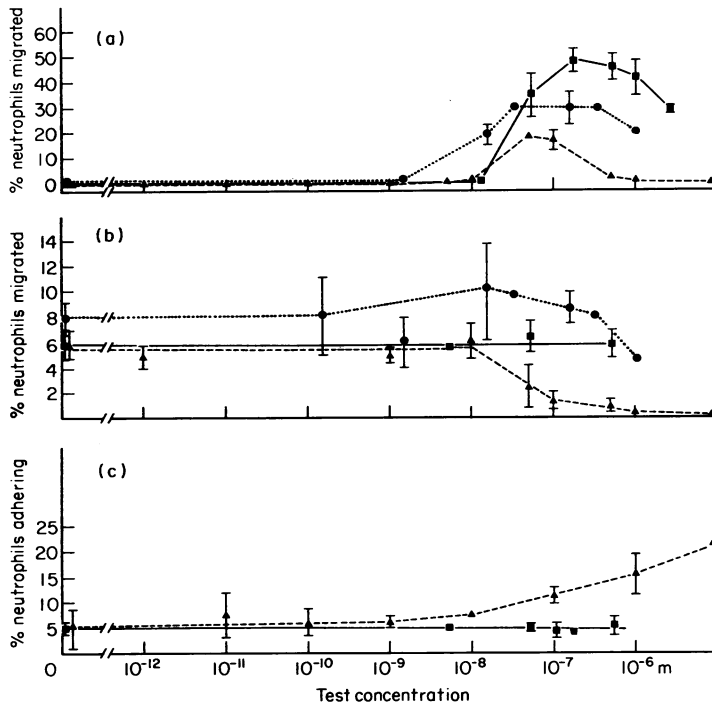 (a)
% neutrophils migrated
60
50
40
30
20
10
0
(b)
% neutrophils migrated
14
12
10
8
6
4
2
(c)
% neutrophils adhering
25
20
15
10
5
0
10⁻¹² 10⁻¹¹ 10⁻¹⁰ 10⁻⁹ 10⁻⁸ 10⁻⁷ 10⁻⁶ m
Test concentration